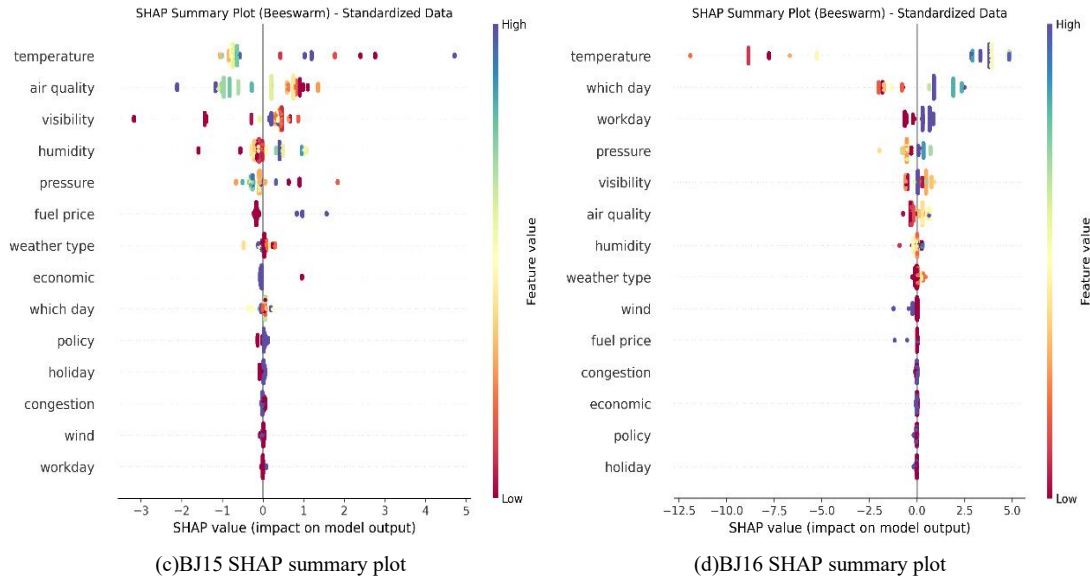 SHAP Summary Plot (Beeswarm) - Standardized Data
High
temperature
air quality
visibility
humidity
pressure
fuel price
weather type
economic
which day
policy
holiday
congestion
wind
workday
Feature value
Low
−3 −2 −1 0 1 2 3 4 5
SHAP value (impact on model output)
(c)BJ15 SHAP summary plot
SHAP Summary Plot (Beeswarm) - Standardized Data
High
temperature
which day
workday
pressure
visibility
air quality
humidity
weather type
wind
fuel price
congestion
economic
policy
holiday
Feature value
Low
−12.5 −10.0 −7.5 −5.0 −2.5 0.0 2.5 5.0
SHAP value (impact on model output)
(d)BJ16 SHAP summary plot